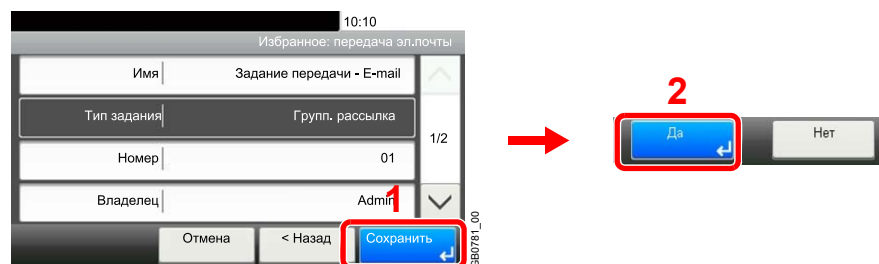 10:10
Избранное: передача эл.почты
Имя Задание передачи - E-mail
Тип задания Групп. рассылка
1/2
Номер 01
Владелец Admin
1
Отмена < Назад Сохранить
GB0781_00
2
Да Нет